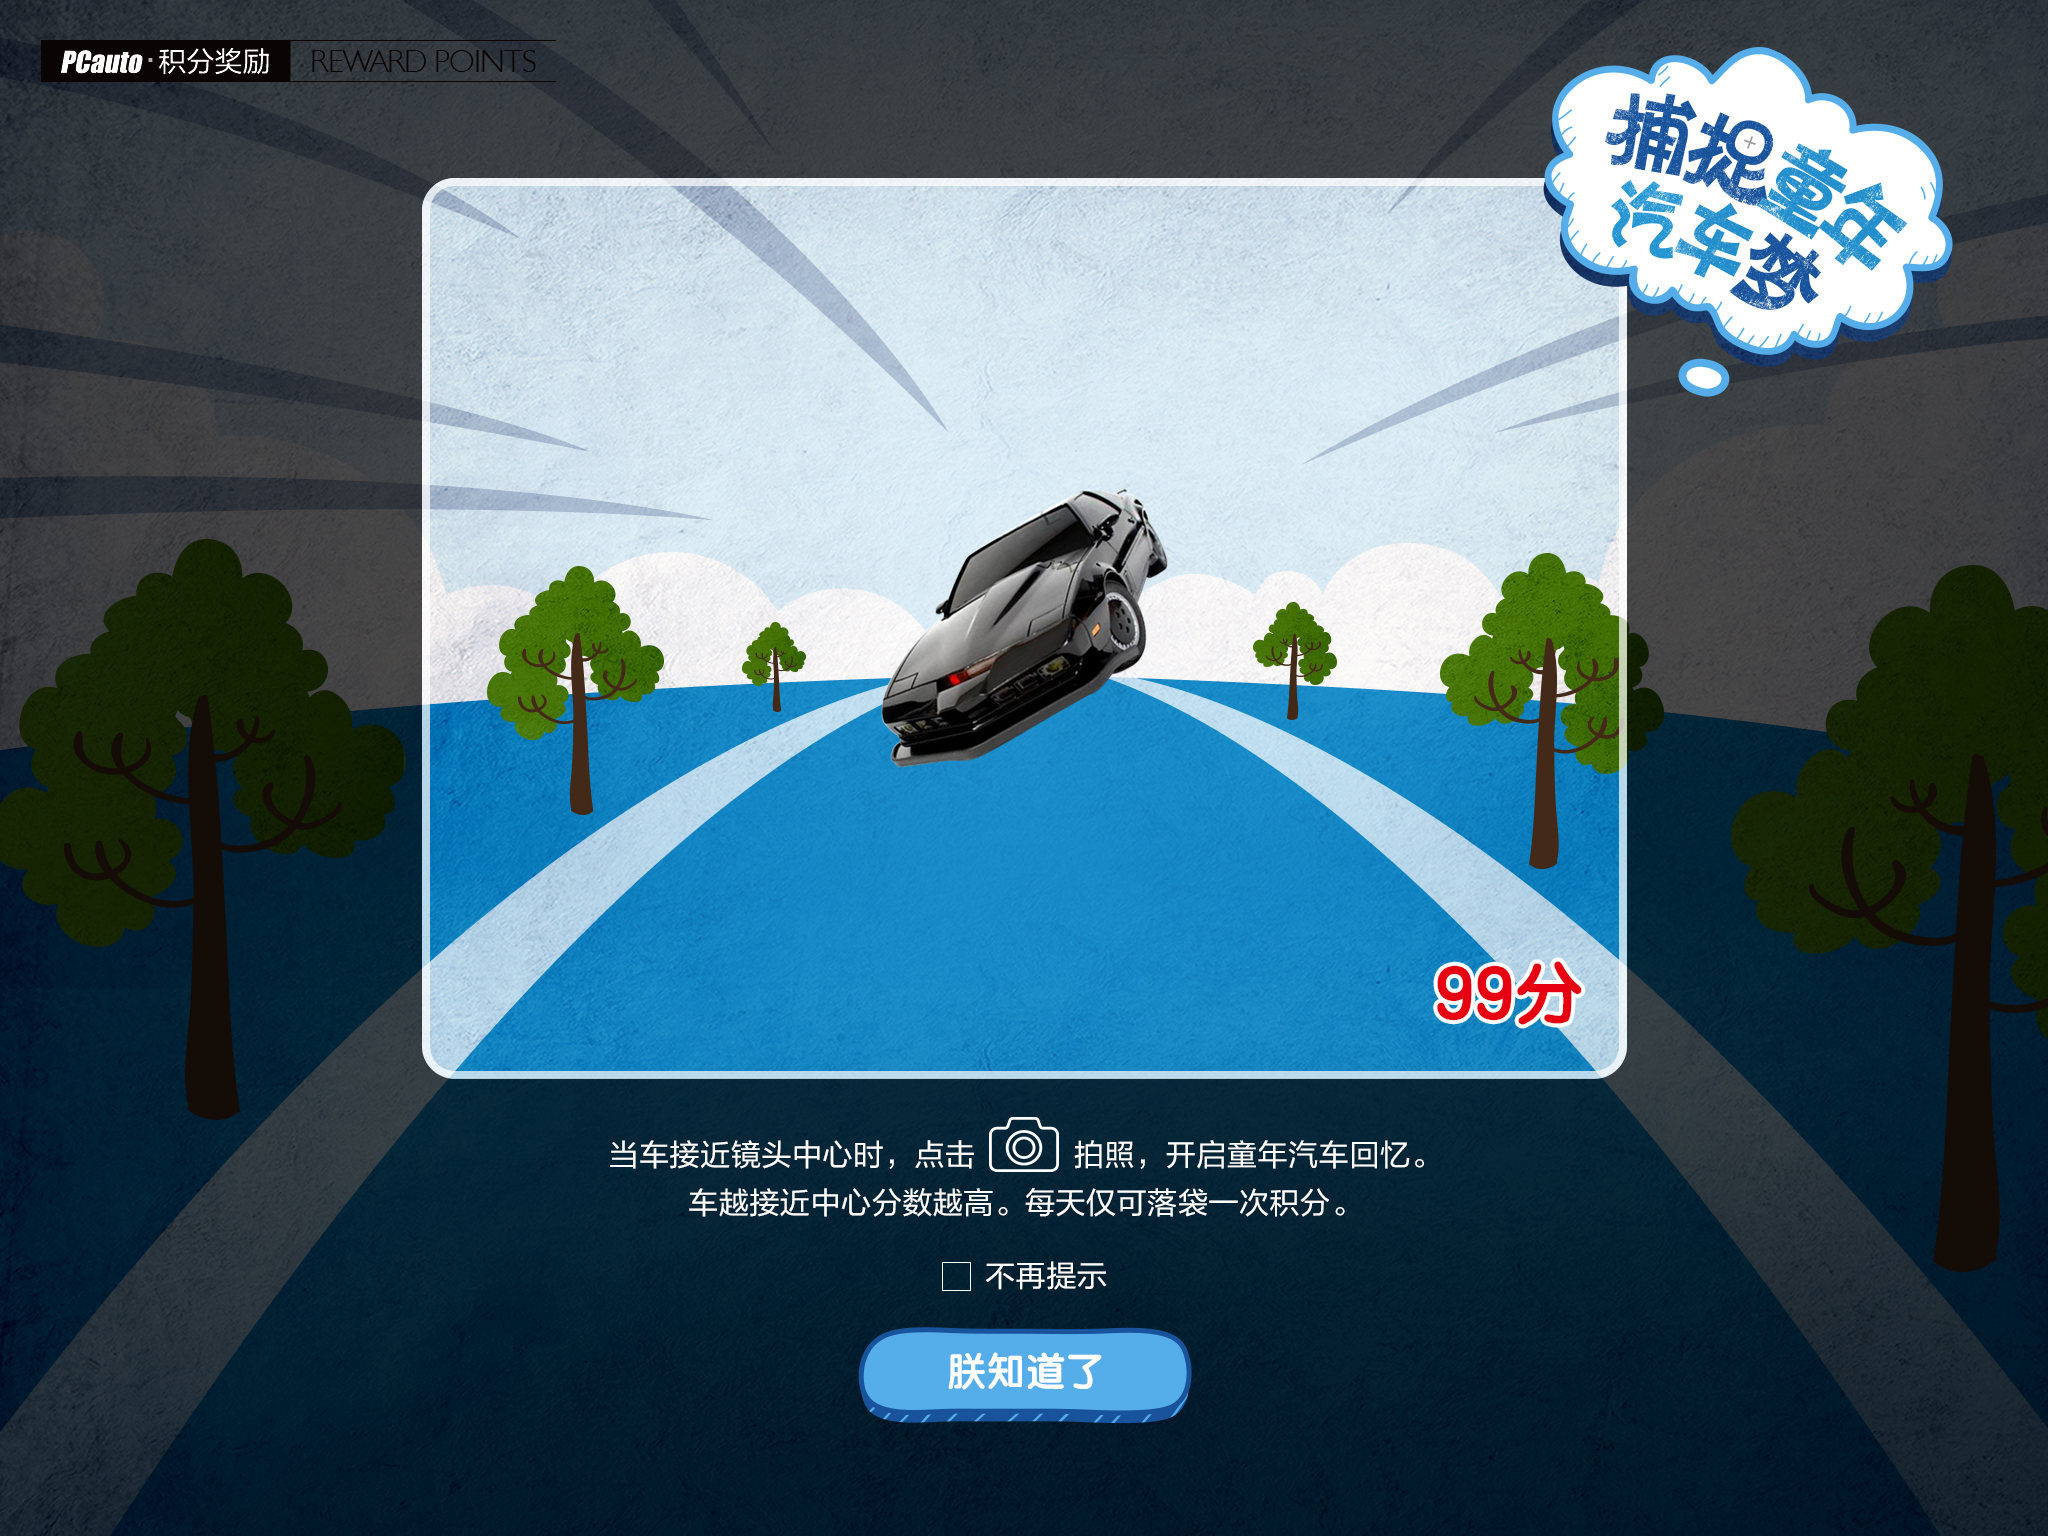 PCauto·积分奖励 REWARD POINTS
捕捉童年
汽车梦
99分
当车接近镜头中心时，点击 拍照，开启童年汽车回忆。
车越接近中心分数越高。每天仅可落袋一次积分。
不再提示
朕知道了